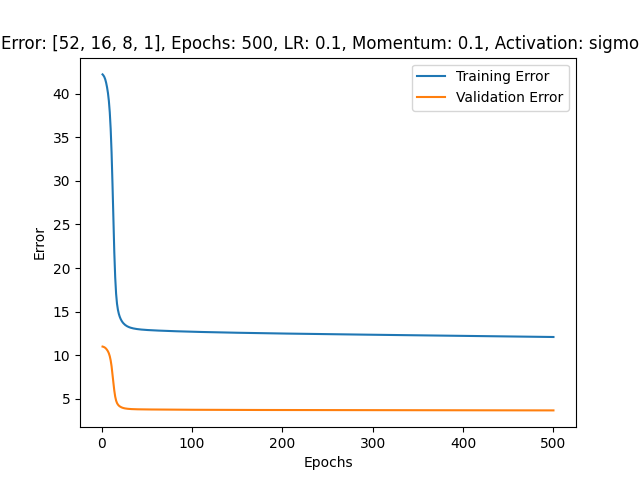 Error: [52, 16, 8, 1], Epochs: 500, LR: 0.1, Momentum: 0.1, Activation: sigmo
Training Error
Validation Error
40
35
30
25
20
15
10
5
Error
0 100 200 300 400 500
Epochs